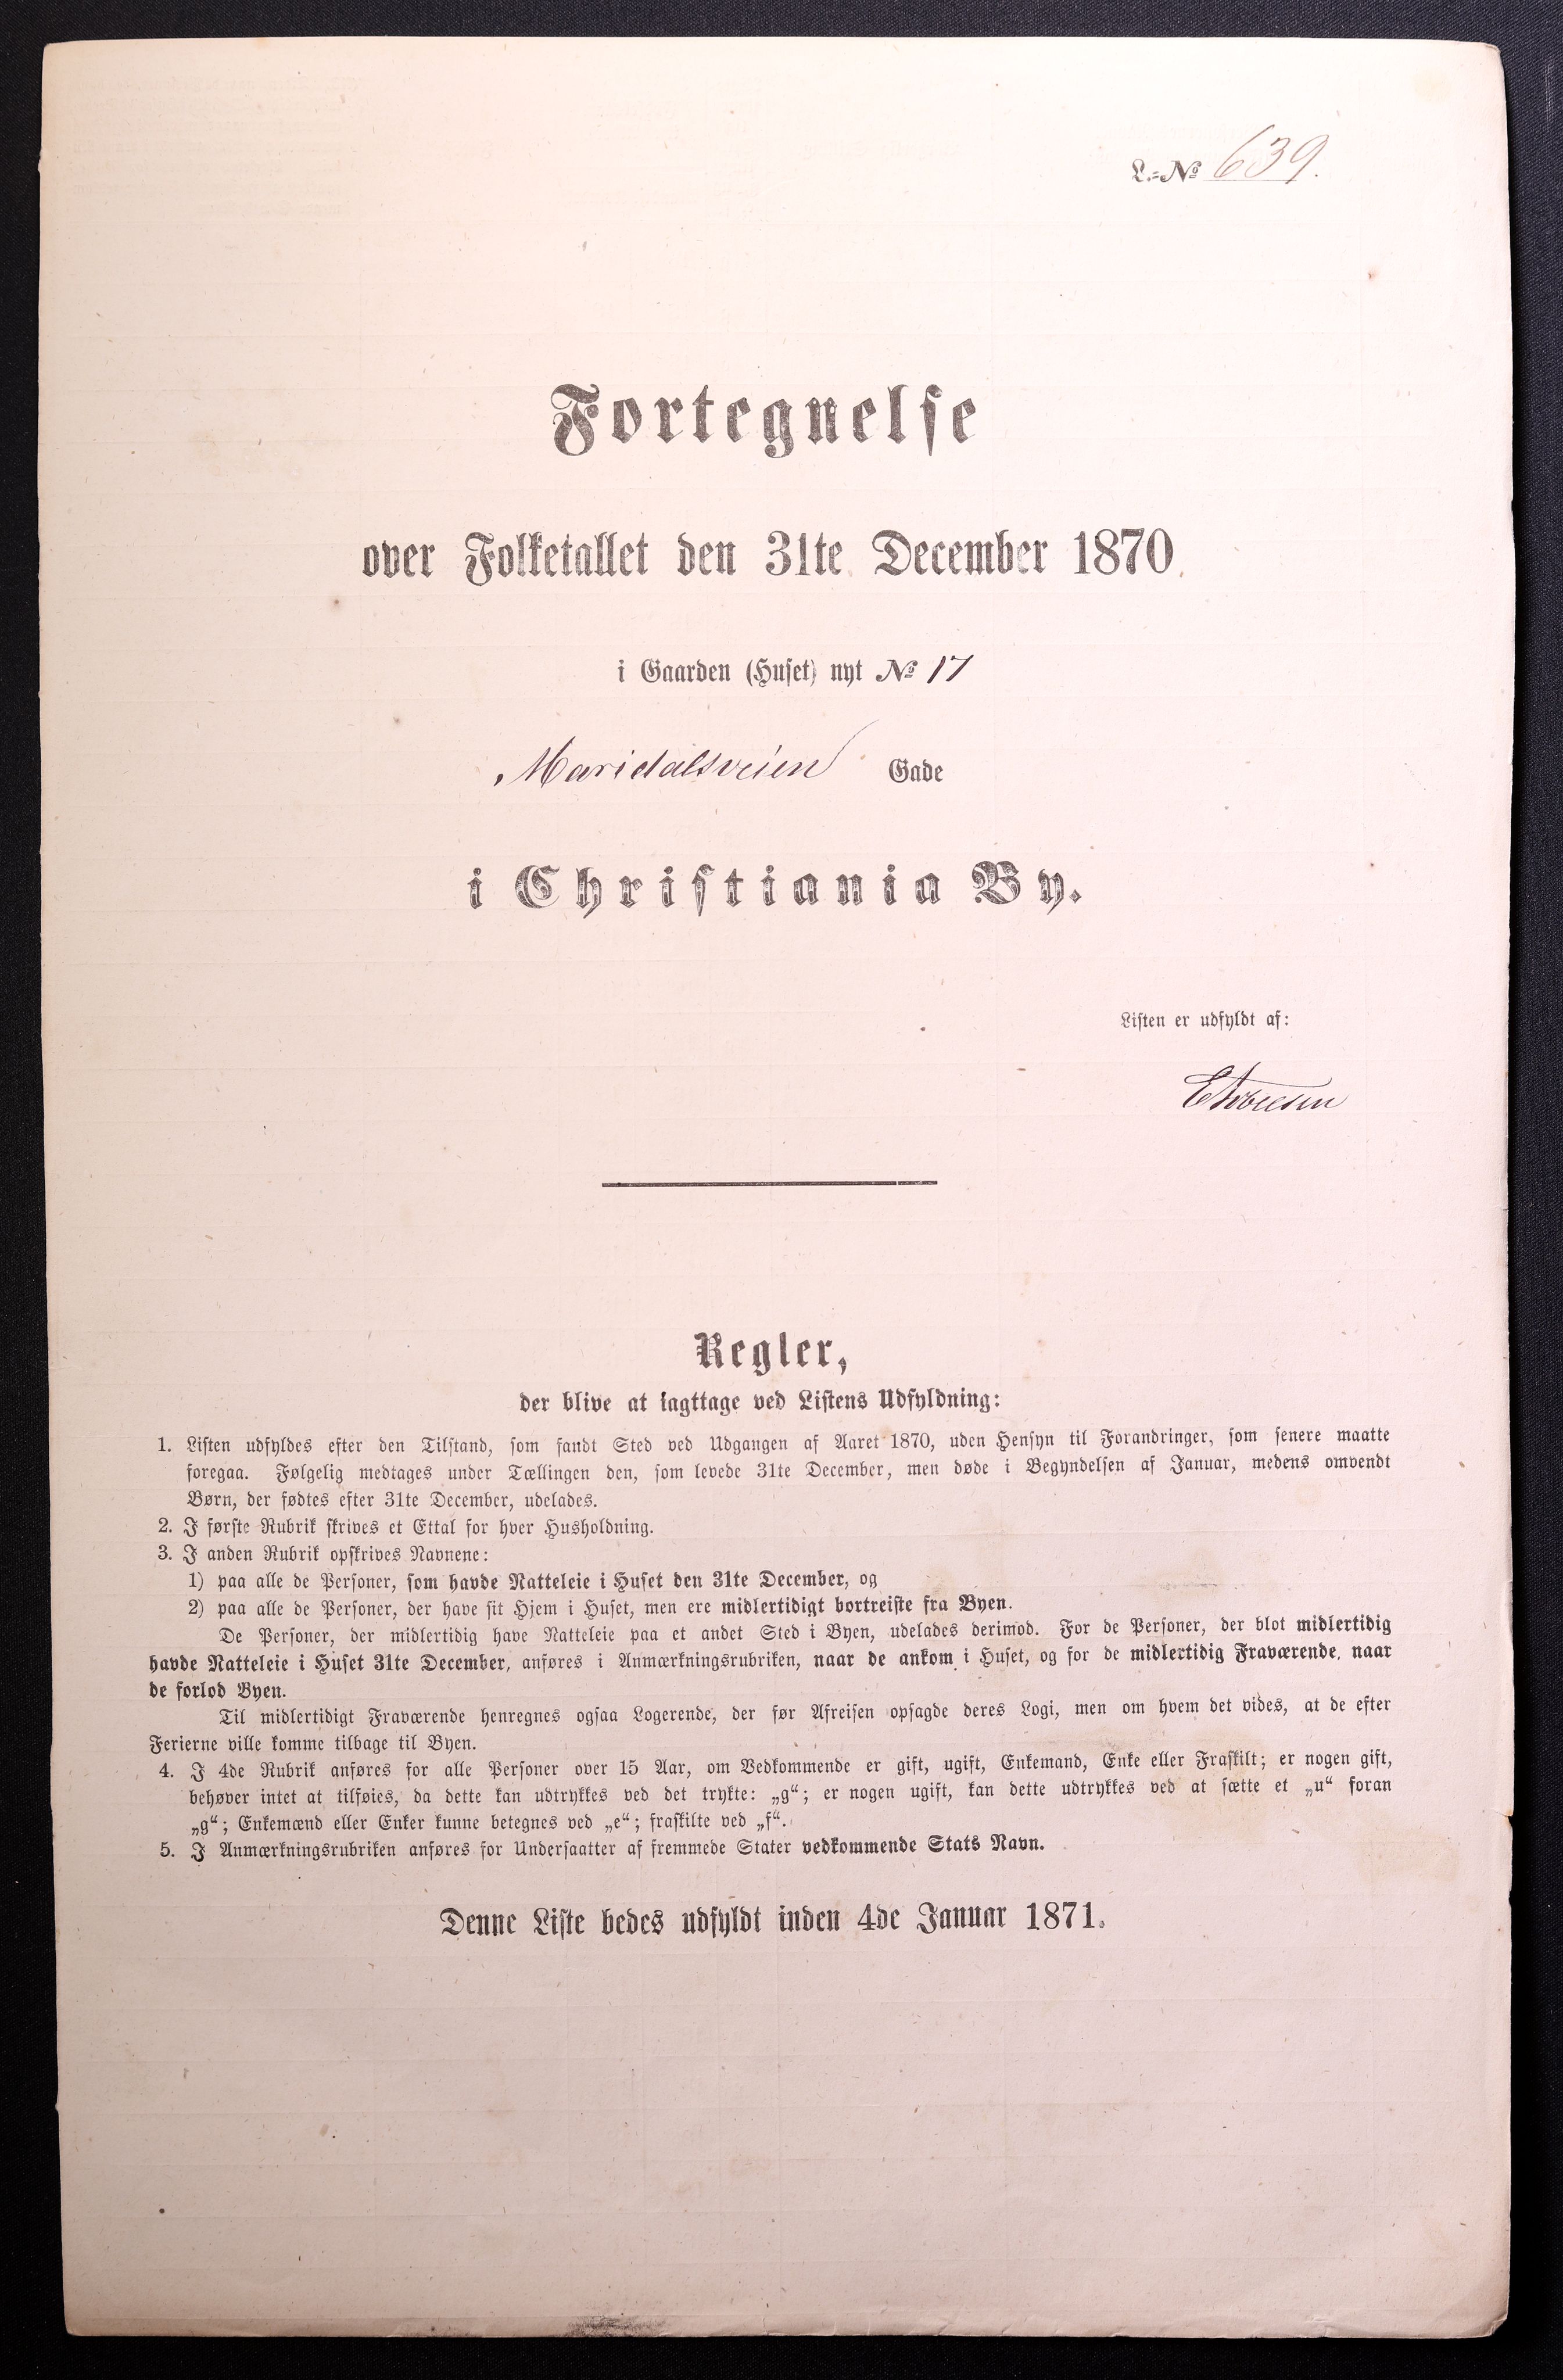 L.=No 639.
Fortegnelse
over Folketallet den 31te December 1870
i Gaarden (Huset) nyt No 17
Maridalsveien Gade
i Christiania By.
Listen er udfyldt af:
Regler,
der blive at iagttage ved Listens Udfyldning:
1. Listen udfyldes efter den Tilstand, som fandt Sted ved Udgangen af Aaret 1870, uden Hensyn til Forandringer, som senere maatte
foregaa. Følgelig medtages under Tællingen den, som levede 31te December, men døde i Begyndelsen af Januar, medens omvendt
Børn, der fødtes efter 31te December, udelades.
2. I første Rubrik skrives et Ettal for hver Husholdning.
3. I anden Rubrik opskrives Navnene:
1) paa alle de Personer, som havde Natteleie i Huset den 31te December, og
2) paa alle de Personer, der have sit Hjem i Huset, men ere midlertidigt bortreiste fra Byen.
De Personer, der midlertidig have Natteleie paa et andet Sted i Byen, udelades derimod. For de Personer, der blot midlertidig
havde Natteleie i Huset 31te December, anføres i Anmærkningsrubriken, naar de ankom i Huset, og for de midlertidig Fraværende, naar
de forlod Byen.
Til midlertidigt Fraværende henregnes ogsaa Logerende, der før Afreisen opsagde deres Logi, men om hvem det vides, at de efter
Ferierne ville komme tilbage til Byen.
4. I 4de Rubrik anføres for alle Personer over 15 Aar, om Vedkommende er gift, ugift, Enkemand, Enke eller Fraskilt; er nogen gift,
behøver intet at tilføies, da dette kan udtrykkes ved det trykte: „g“; er nogen ugift, kan dette udtrykkes ved at sætte et „u“ foran
„g“; Enkemænd eller Enker kunne betegnes ved „e“; fraskilte ved „f“.
5. I Anmærkningsrubriken anføres for Undersaatter af fremmede Stater vedkommende Stats Navn.
Denne Liste bedes udfyldt inden 4de Januar 1871.